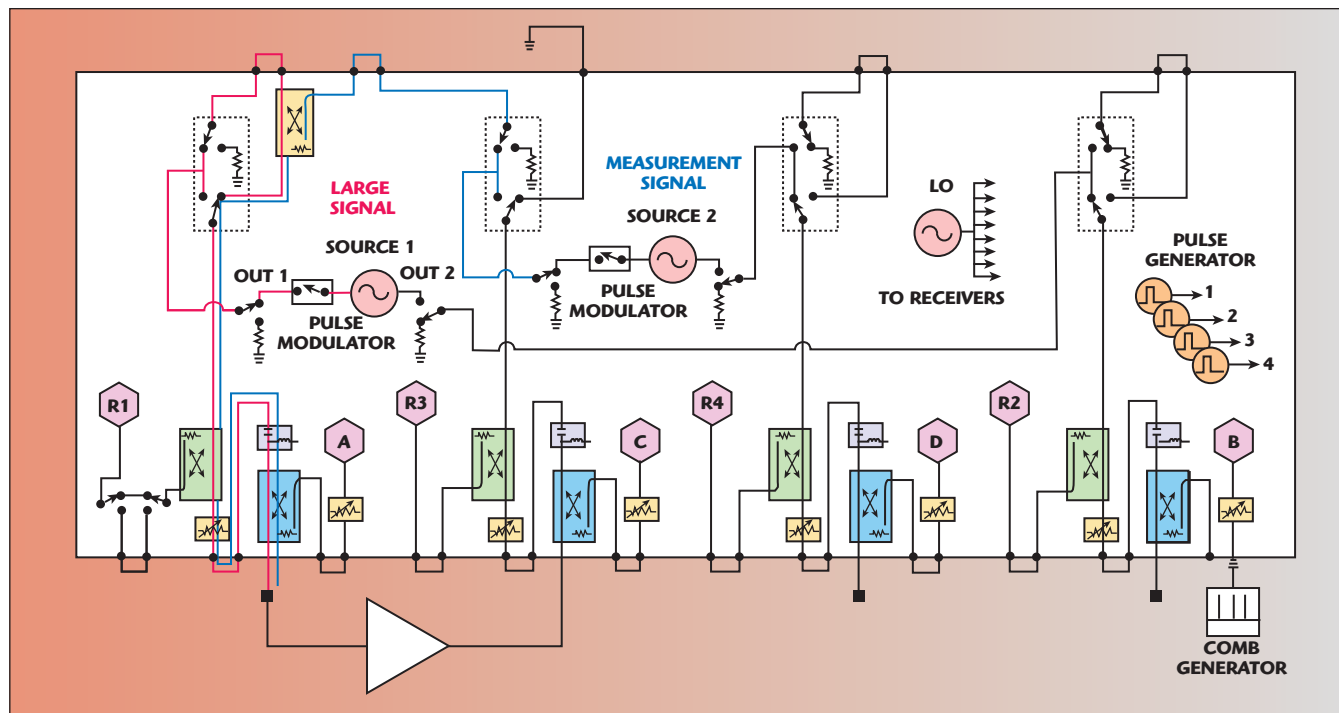 LARGE
SIGNAL
MEASUREMENT
SIGNAL
LO
SOURCE 1
SOURCE 2
OUT 1
OUT 2
PULSE
MODULATOR
PULSE
MODULATOR
TO RECEIVERS
PULSE
GENERATOR
1
2
3
4
R1
A
R3
C
R4
D
R2
B
COMB
GENERATOR